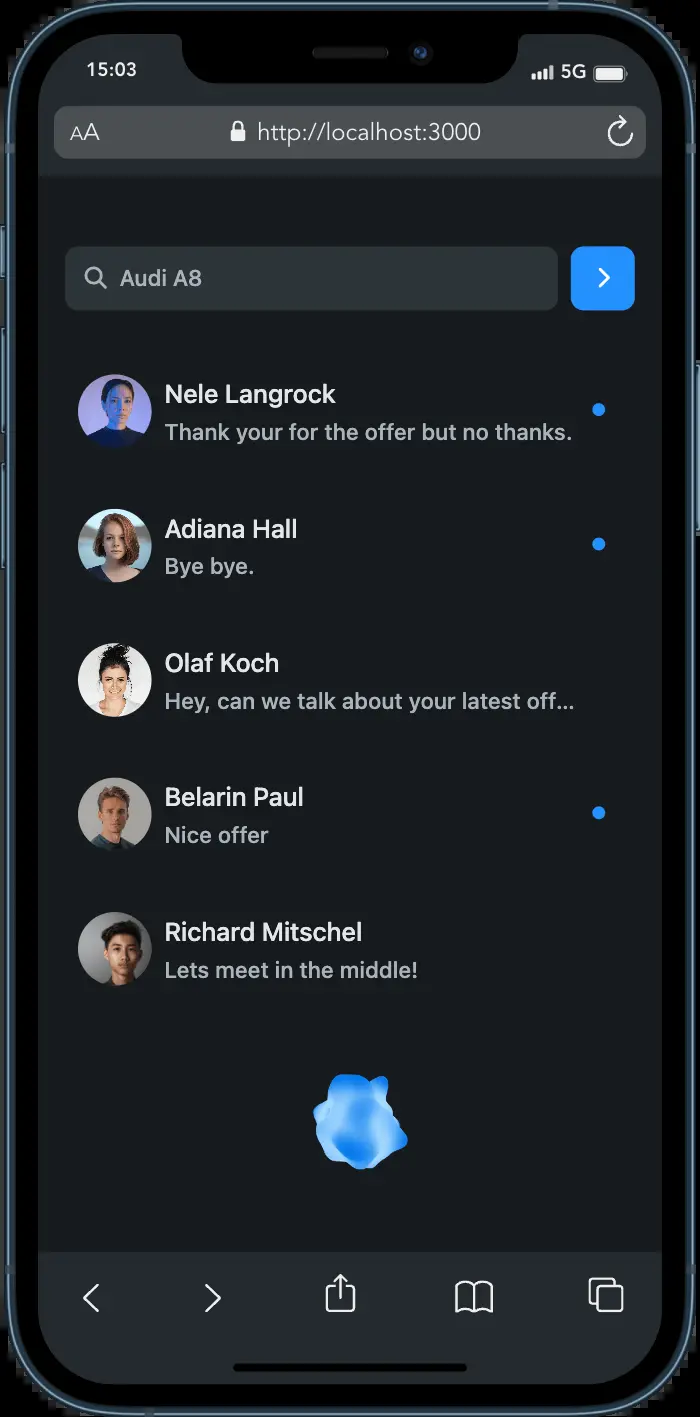 15:03
5G
AA
http://localhost:3000
Audi A8
Nele Langrock
Thank your for the offer but no thanks.
Adiana Hall
Bye bye.
Olaf Koch
Hey, can we talk about your latest off...
Belarin Paul
Nice offer
Richard Mitschel
Lets meet in the middle!